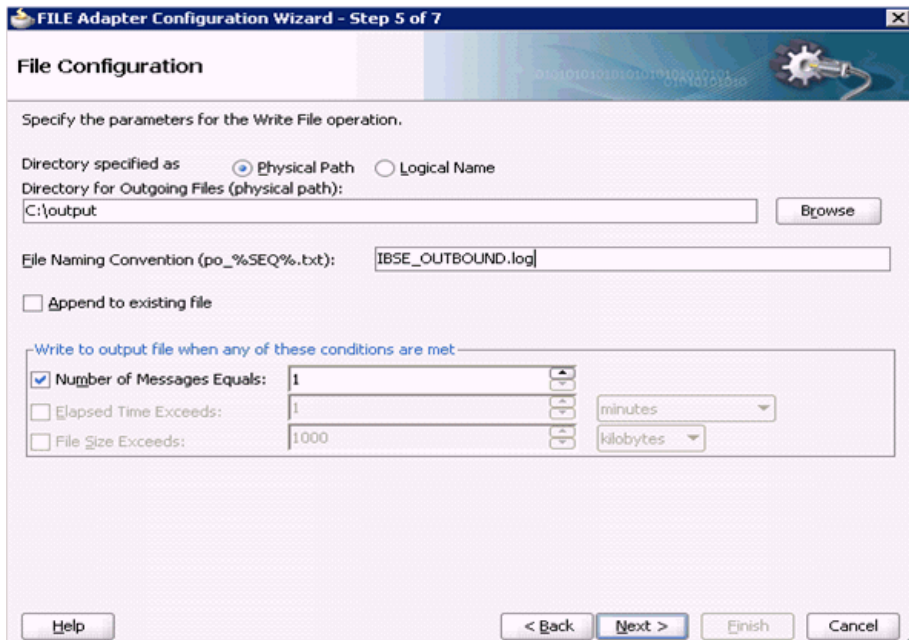 FILE Adapter Configuration Wizard - Step 5 of 7
File Configuration
Specify the parameters for the Write File operation.
Directory specified as Physical Path Logical Name
Directory for Outgoing Files (physical path):
C:\output Browse
File Naming Convention (po_%SEQ%.txt): IBSE_OUTBOUND.log
Append to existing file
Write to output file when any of these conditions are met
Number of Messages Equals: 1
Elapsed Time Exceeds: 1 minutes
File Size Exceeds: 1000 kilobytes
Help < Back Next > Finish Cancel